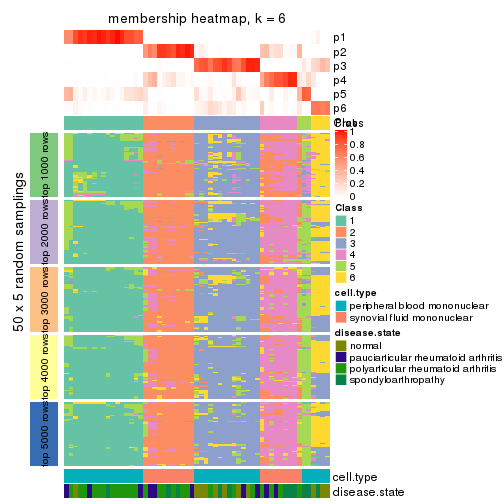 membership heatmap, k = 6
p1
p2
p3
p4
p5
p6
Class
Prob
1
0.8
0.6
0.4
0.2
0
50 x 5 random samplings
top 1000 rows
top 2000 rows
top 3000 rows
top 4000 rows
top 5000 rows
Class
1
2
3
4
5
6
cell.type
peripheral blood mononuclear
synovial fluid mononuclear
disease.state
normal
pauciarticular rheumatoid arthritis
polyarticular rheumatoid arthritis
spondyloarthropathy
cell.type
disease.state